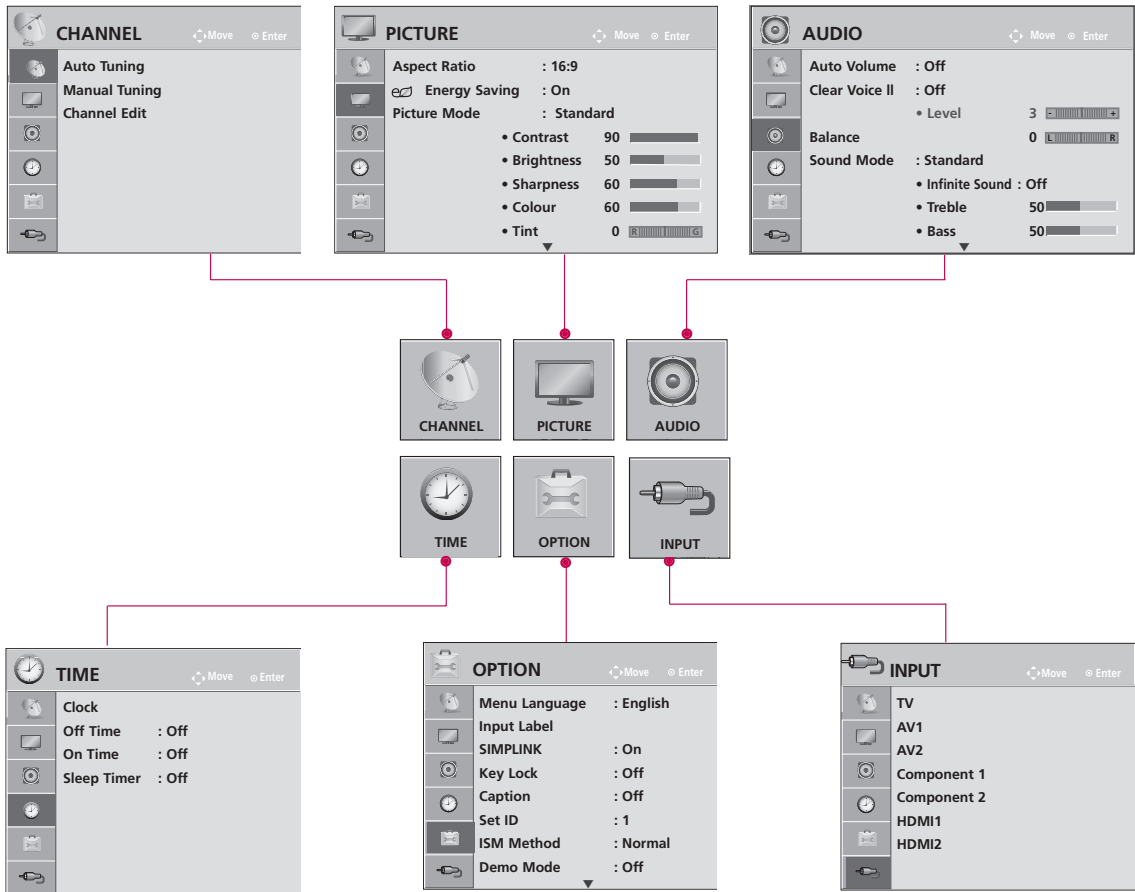 CHANNEL Move Enter
Auto Tuning
Manual Tuning
Channel Edit
PICTURE Move Enter
Aspect Ratio : 16:9
Energy Saving : On
Picture Mode : Standard
• Contrast 90
• Brightness 50
• Sharpness 60
• Colour 60
• Tint 0 R G
AUDIO Move Enter
Auto Volume : Off
Clear Voice II : Off
• Level 3 - +
Balance 0 L R
Sound Mode : Standard
• Infinite Sound : Off
• Treble 50
• Bass 50
CHANNEL
PICTURE
AUDIO
TIME
OPTION
INPUT
TIME Move Enter
Clock
Off Time : Off
On Time : Off
Sleep Timer : Off
OPTION Move Enter
Menu Language : English
Input Label
SIMPLINK : On
Key Lock : Off
Caption : Off
Set ID : 1
ISM Method : Normal
Demo Mode : Off
INPUT Move Enter
TV
AV1
AV2
Component 1
Component 2
HDMI1
HDMI2